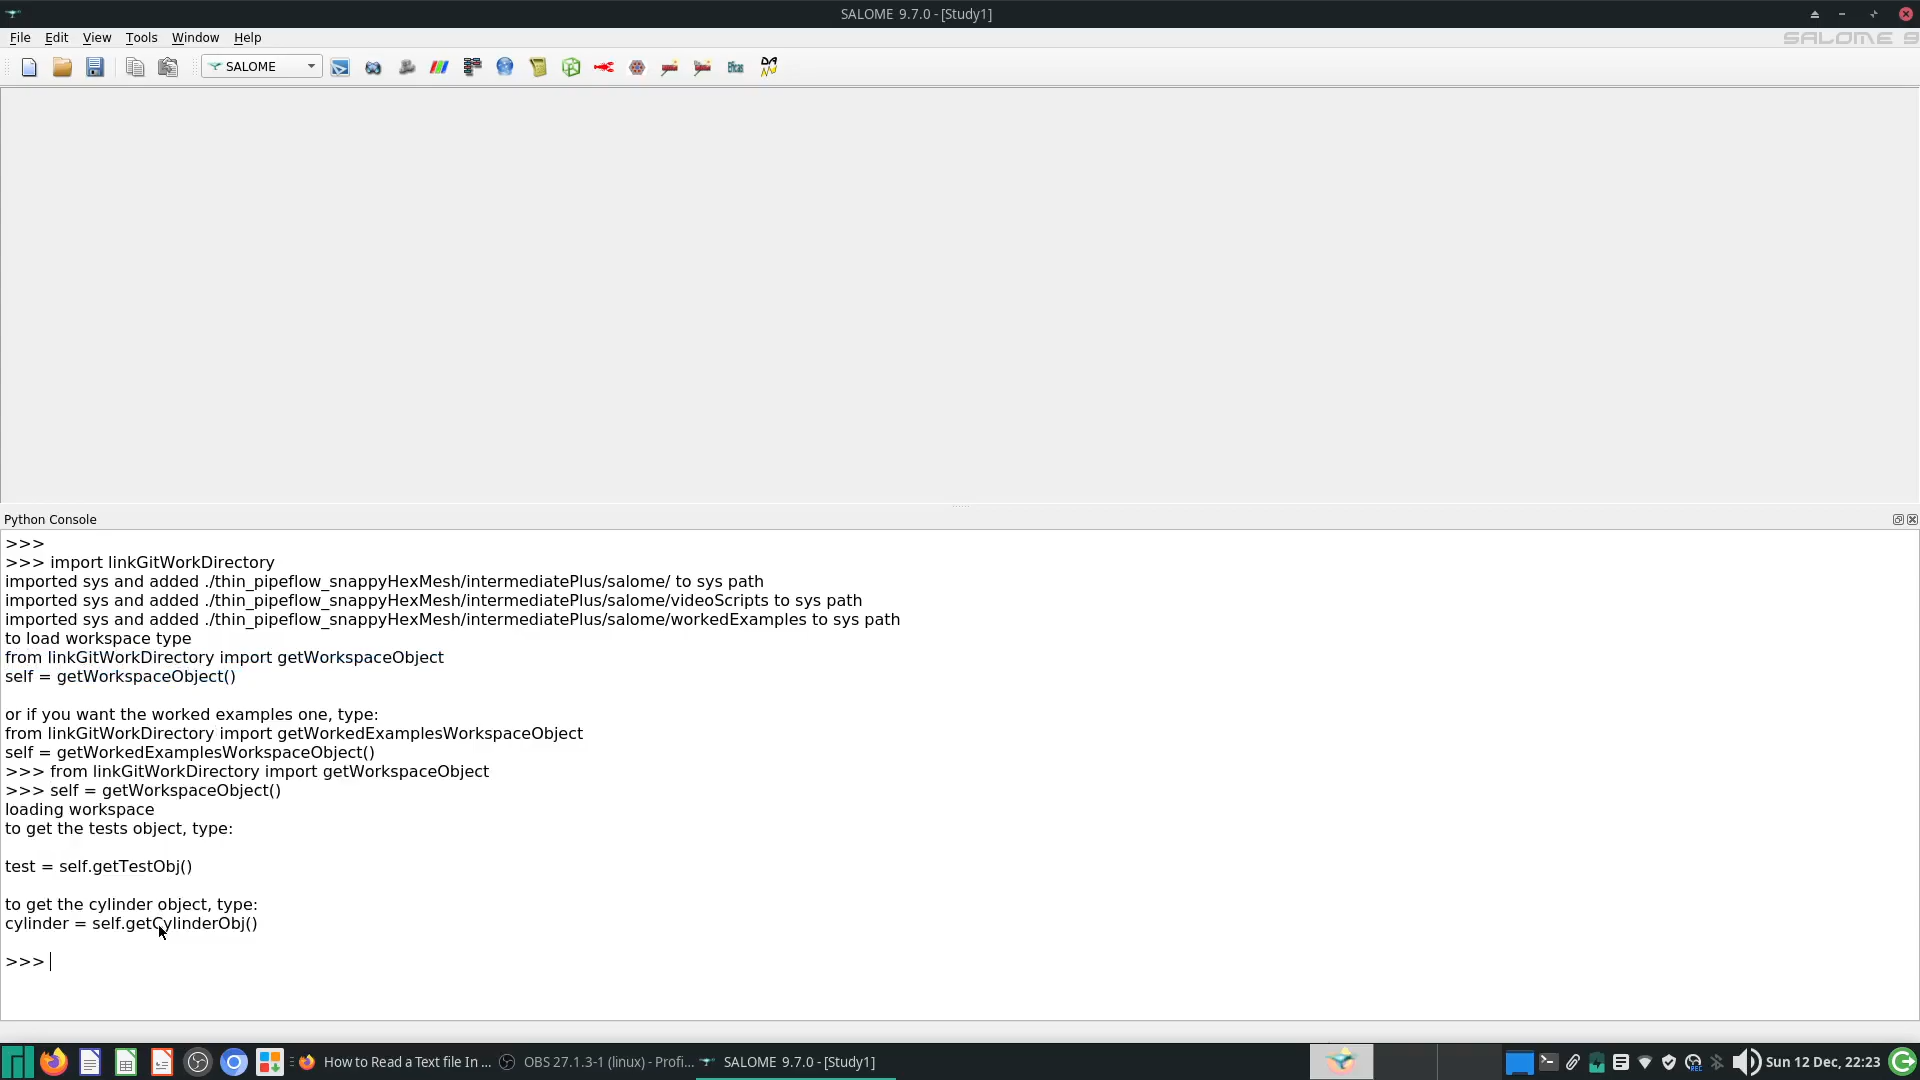 SALOME 9.7.0 - [Study1]
File Edit View Tools Window Help
SALOME 9
SALOME
Eficas
Python Console
>>>
>>> import linkGitWorkDirectory
imported sys and added ./thin_pipeflow_snappyHexMesh/intermediatePlus/salome/ to sys path
imported sys and added ./thin_pipeflow_snappyHexMesh/intermediatePlus/salome/videoScripts to sys path
imported sys and added ./thin_pipeflow_snappyHexMesh/intermediatePlus/salome/workedExamples to sys path
to load workspace type
from linkGitWorkDirectory import getWorkspaceObject
self = getWorkspaceObject()
or if you want the worked examples one, type:
from linkGitWorkDirectory import getWorkedExamplesWorkspaceObject
self = getWorkedExamplesWorkspaceObject()
>>> from linkGitWorkDirectory import getWorkspaceObject
>>> self = getWorkspaceObject()
loading workspace
to get the tests object, type:
test = self.getTestObj()
to get the cylinder object, type:
cylinder = self.getCylinderObj()
>>>
How to Read a Text file In ... OBS 27.1.3-1 (linux) - Profi... SALOME 9.7.0 - [Study1] Sun 12 Dec, 22:23